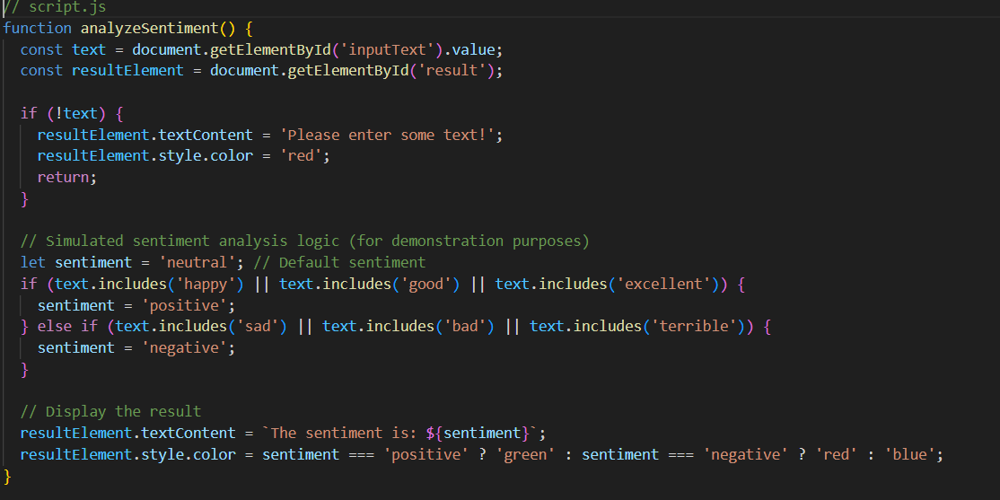 // script.js
function analyzeSentiment() {
  const text = document.getElementById('inputText').value;
  const resultElement = document.getElementById('result');

  if (!text) {
    resultElement.textContent = 'Please enter some text!';
    resultElement.style.color = 'red';
    return;
  }

  // Simulated sentiment analysis logic (for demonstration purposes)
  let sentiment = 'neutral'; // Default sentiment
  if (text.includes('happy') || text.includes('good') || text.includes('excellent')) {
    sentiment = 'positive';
  } else if (text.includes('sad') || text.includes('bad') || text.includes('terrible')) {
    sentiment = 'negative';
  }

  // Display the result
  resultElement.textContent = `The sentiment is: ${sentiment}`;
  resultElement.style.color = sentiment === 'positive' ? 'green' : sentiment === 'negative' ? 'red' : 'blue';
}